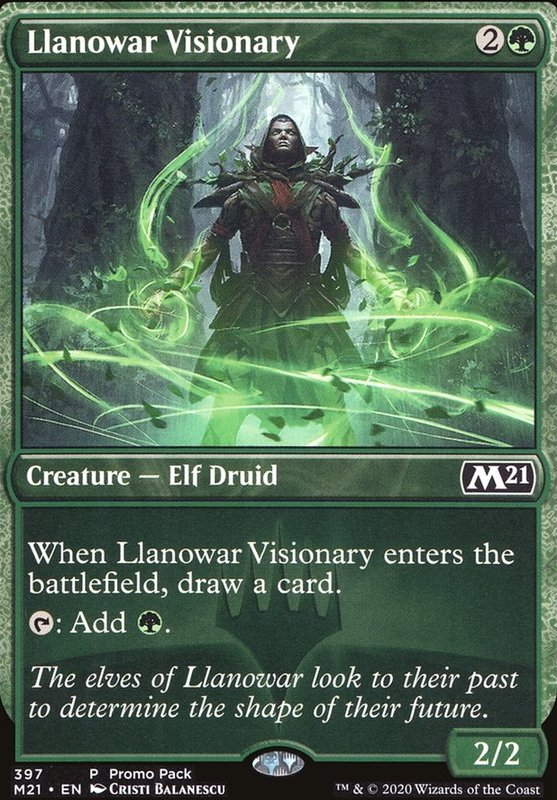 Llanowar Visionary 2
Creature — Elf Druid M21
When Llanowar Visionary enters the
battlefield, draw a card.
: Add .
The elves of Llanowar look to their past
to determine the shape of their future.
2/2
397 P Promo Pack
M21 • EN Cristi Balanescu ™ & © 2020 Wizards of the Coast